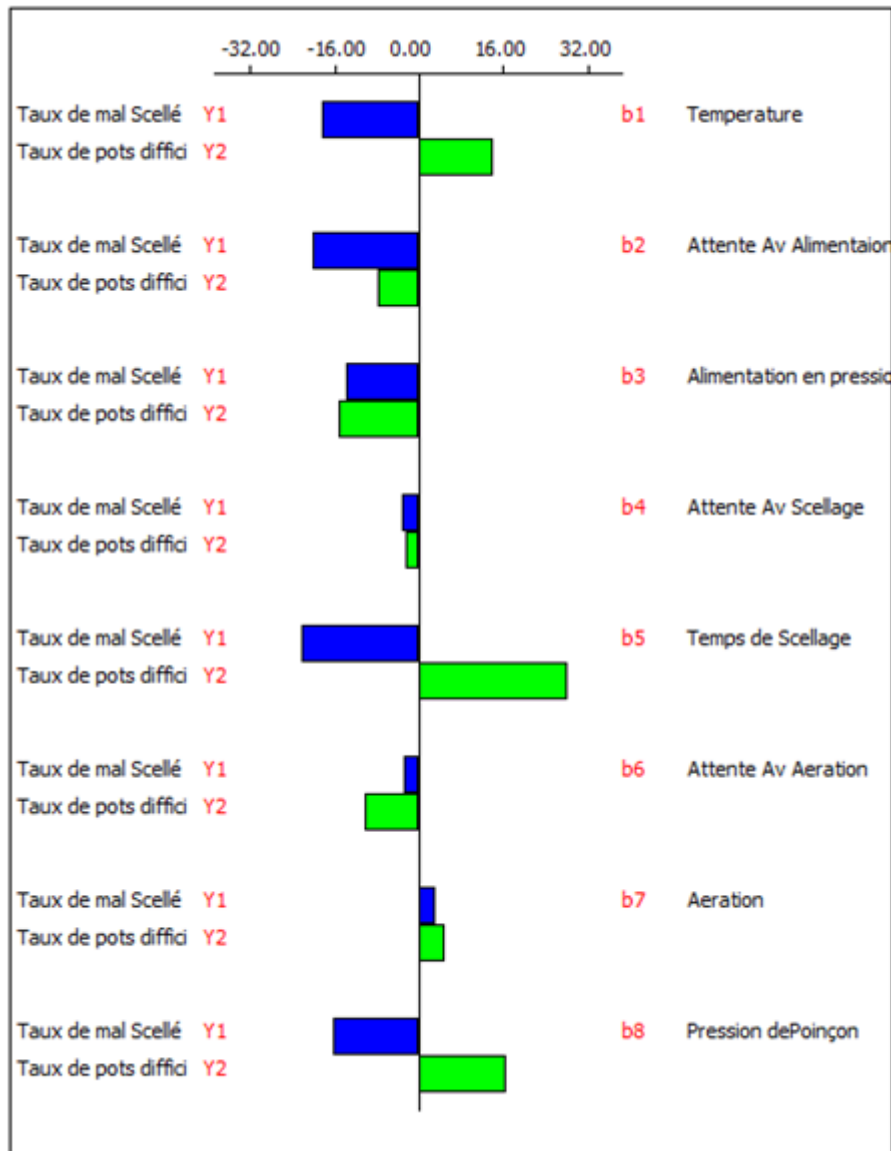 -32.00 -16.00 0.00 16.00 32.00
Taux de mal Scellé Y1 b1 Temperature
Taux de pots diffici Y2
Taux de mal Scellé Y1 b2 Attente Av Alimentaion
Taux de pots diffici Y2
Taux de mal Scellé Y1 b3 Alimentation en pressio
Taux de pots diffici Y2
Taux de mal Scellé Y1 b4 Attente Av Scellage
Taux de pots diffici Y2
Taux de mal Scellé Y1 b5 Temps de Scellage
Taux de pots diffici Y2
Taux de mal Scellé Y1 b6 Attente Av Aeration
Taux de pots diffici Y2
Taux de mal Scellé Y1 b7 Aeration
Taux de pots diffici Y2
Taux de mal Scellé Y1 b8 Pression dePoinçon
Taux de pots diffici Y2